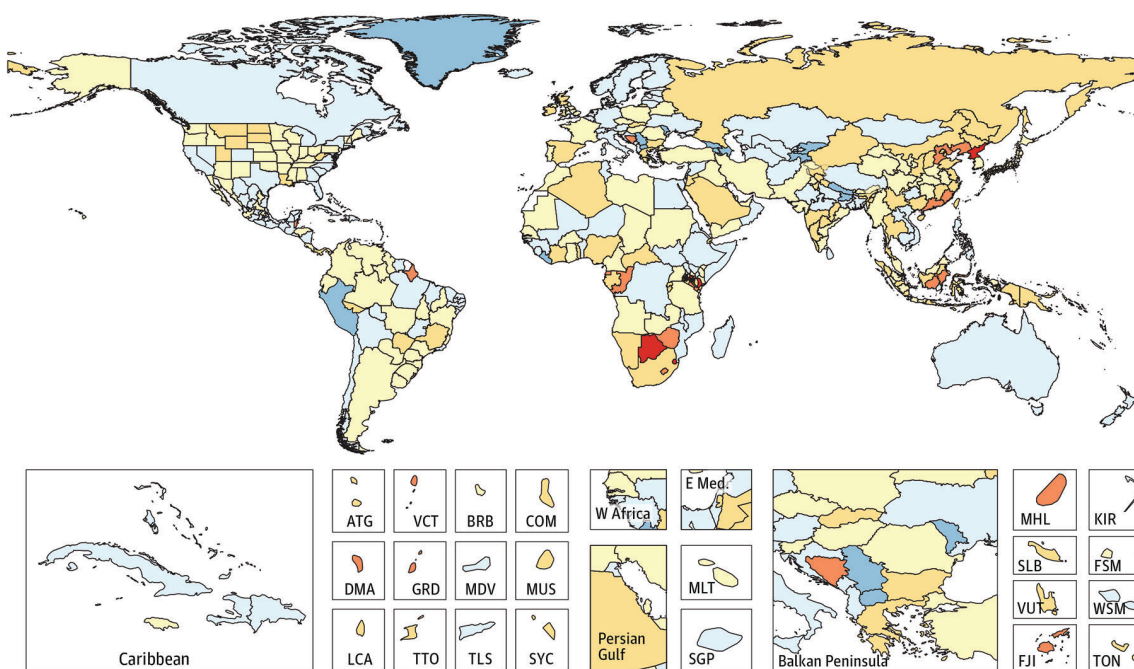 Caribbean
ATG
VCT
BRB
COM
DMA
GRD
MDV
MUS
LCA
TTO
TLS
SYC
W Africa
E Med.
Persian
Gulf
MLT
SGP
Balkan Peninsula
MHL
KIR
SLB
FSM
VUT
WSM
FJI
TON